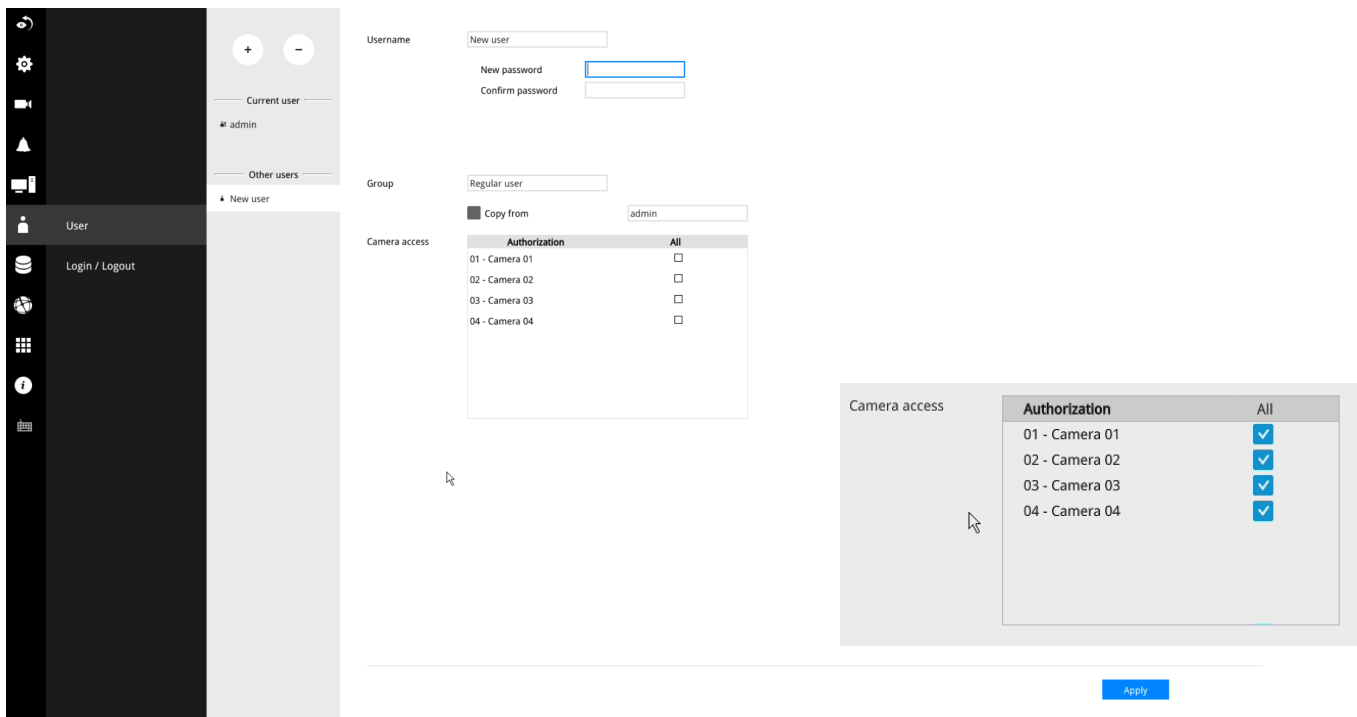 User
Login / Logout
+ −
Current user
admin
Other users
New user
Username New user
New password
Confirm password
Group Regular user
Copy from admin
Camera access Authorization All
01 - Camera 01
02 - Camera 02
03 - Camera 03
04 - Camera 04
Camera access Authorization All
01 - Camera 01
02 - Camera 02
03 - Camera 03
04 - Camera 04
Apply